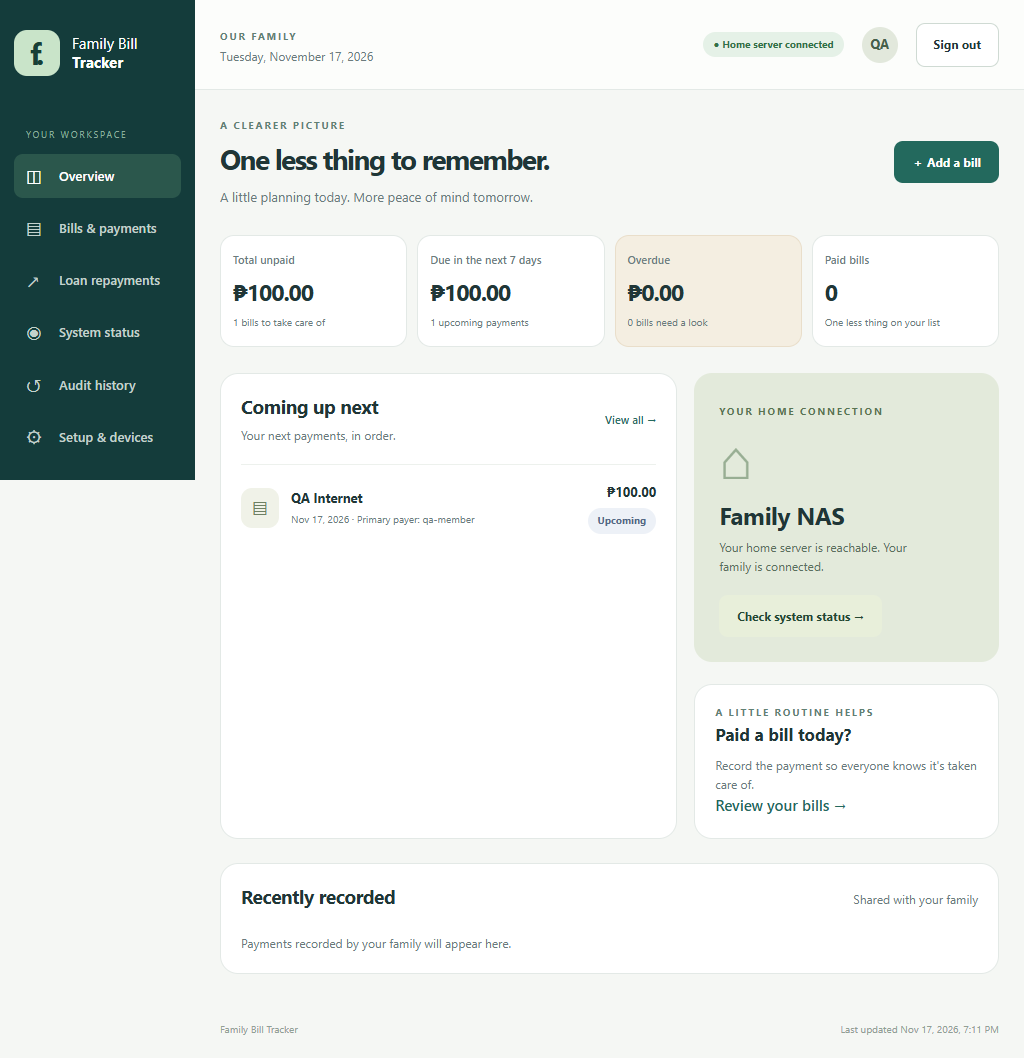 f.
Family Bill
Tracker
YOUR WORKSPACE
Overview
Bills & payments
Loan repayments
System status
Audit history
Setup & devices
OUR FAMILY
Tuesday, November 17, 2026
● Home server connected
QA
Sign out
A CLEARER PICTURE
One less thing to remember.
A little planning today. More peace of mind tomorrow.
+ Add a bill
Total unpaid
₱100.00
1 bills to take care of
Due in the next 7 days
₱100.00
1 upcoming payments
Overdue
₱0.00
0 bills need a look
Paid bills
0
One less thing on your list
Coming up next
Your next payments, in order.
View all →
QA Internet
Nov 17, 2026 · Primary payer: qa-member
₱100.00
Upcoming
YOUR HOME CONNECTION
Family NAS
Your home server is reachable. Your
family is connected.
Check system status →
A LITTLE ROUTINE HELPS
Paid a bill today?
Record the payment so everyone knows it's taken
care of.
Review your bills →
Recently recorded
Shared with your family
Payments recorded by your family will appear here.
Family Bill Tracker
Last updated Nov 17, 2026, 7:11 PM